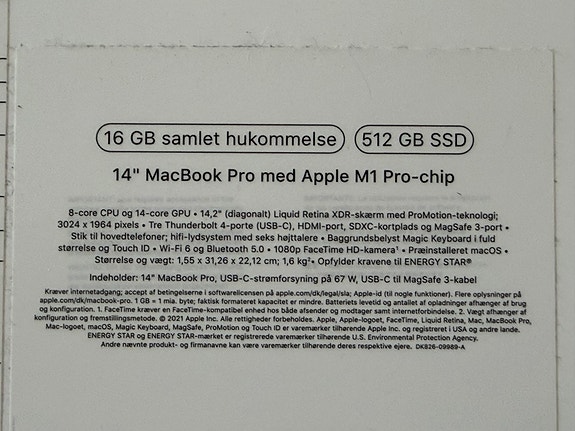 16 GB samlet hukommelse 512 GB SSD
14" MacBook Pro med Apple M1 Pro-chip
8-core CPU og 14-core GPU • 14,2" (diagonalt) Liquid Retina XDR-skærm med ProMotion-teknologi;
3024 x 1964 pixels • Tre Thunderbolt 4-porte (USB-C), HDMI-port, SDXC-kortplads og MagSafe 3-port •
Stik til hovedtelefoner; hifi-lydsystem med seks højttalere • Baggrundsbelyst Magic Keyboard i fuld
størrelse og Touch ID • Wi-Fi 6 og Bluetooth 5.0 • 1080p FaceTime HD-kamera¹ • Præinstalleret macOS •
Størrelse og vægt: 1,55 x 31,26 x 22,12 cm; 1,6 kg² • Opfylder kravene til ENERGY STAR®
Indeholder: 14" MacBook Pro, USB-C-strømforsyning på 67 W, USB-C til MagSafe 3-kabel
Kræver internetadgang; accept af betingelserne i softwarelicensen på apple.com/dk/legal/sla; Apple-id (til nogle funktioner). Flere oplysninger på
apple.com/dk/macbook-pro. 1 GB = 1 mia. byte; faktisk formateret kapacitet er mindre. Batteriets levetid og antallet af opladninger afhænger af brug
og konfiguration. 1. FaceTime kræver en FaceTime-kompatibel enhed hos både afsender og modtager samt internetforbindelse. 2. Vægt afhænger af
konfiguration og fremstillingsmetode. © 2021 Apple Inc. Alle rettigheder forbeholdes. Apple, Apple-logoet, FaceTime, Liquid Retina, Mac, MacBook Pro,
Mac-logoet, macOS, Magic Keyboard, MagSafe, ProMotion og Touch ID er varemærker tilhørende Apple Inc. og registreret i USA og andre lande.
ENERGY STAR og ENERGY STAR-mærket er registrerede varemærker tilhørende U.S. Environmental Protection Agency.
Andre nævnte produkt- og firmanavne kan være varemærker tilhørende deres respektive ejere. DK826-09989-A